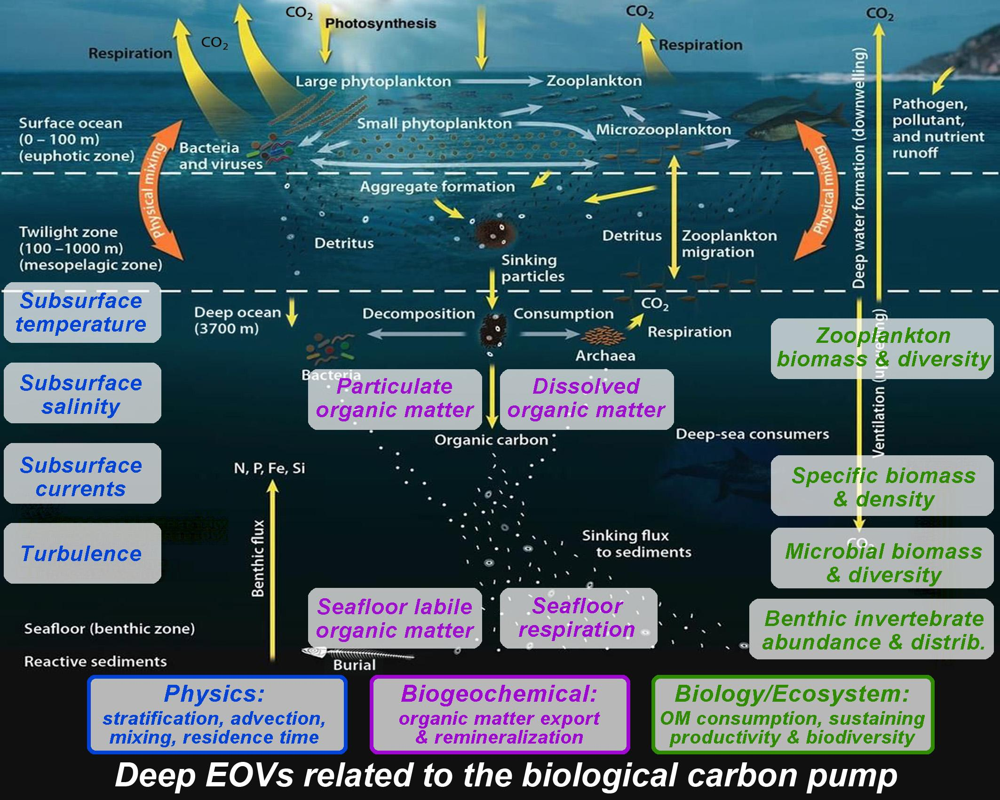 CO₂
Photosynthesis
CO₂
CO₂
CO₂
Respiration
Respiration
Large phytoplankton
Zooplankton
Pathogen,
pollutant,
and nutrient
runoff
Surface ocean
(0 – 100 m)
(euphotic zone)
Physical mixing
Bacteria
and viruses
Small phytoplankton
Microzooplankton
Physical mixing
Deep water formation (downwelling)
Aggregate formation
Twilight zone
(100 –1000 m)
(mesopelagic zone)
Detritus
Detritus
Zooplankton
migration
Sinking
particles
Subsurface
temperature
Deep ocean
(3700 m)
Decomposition
Consumption
CO₂
Respiration
Archaea
Bacteria
Ventilation (upwelling)
Zooplankton
biomass & diversity
Subsurface
salinity
Particulate
organic matter
Dissolved
organic matter
Organic carbon
Deep-sea consumers
Subsurface
currents
N, P, Fe, Si
Specific biomass
& density
Benthic flux
Turbulence
Sinking flux
to sediments
CO₂
Microbial biomass
& diversity
Seafloor labile
organic matter
Seafloor
respiration
Benthic invertebrate
abundance & distrib.
Seafloor (benthic zone)
Reactive sediments
Burial
Physics:
stratification, advection,
mixing, residence time
Biogeochemical:
organic matter export
& remineralization
Biology/Ecosystem:
OM consumption, sustaining
productivity & biodiversity
Deep EOVs related to the biological carbon pump